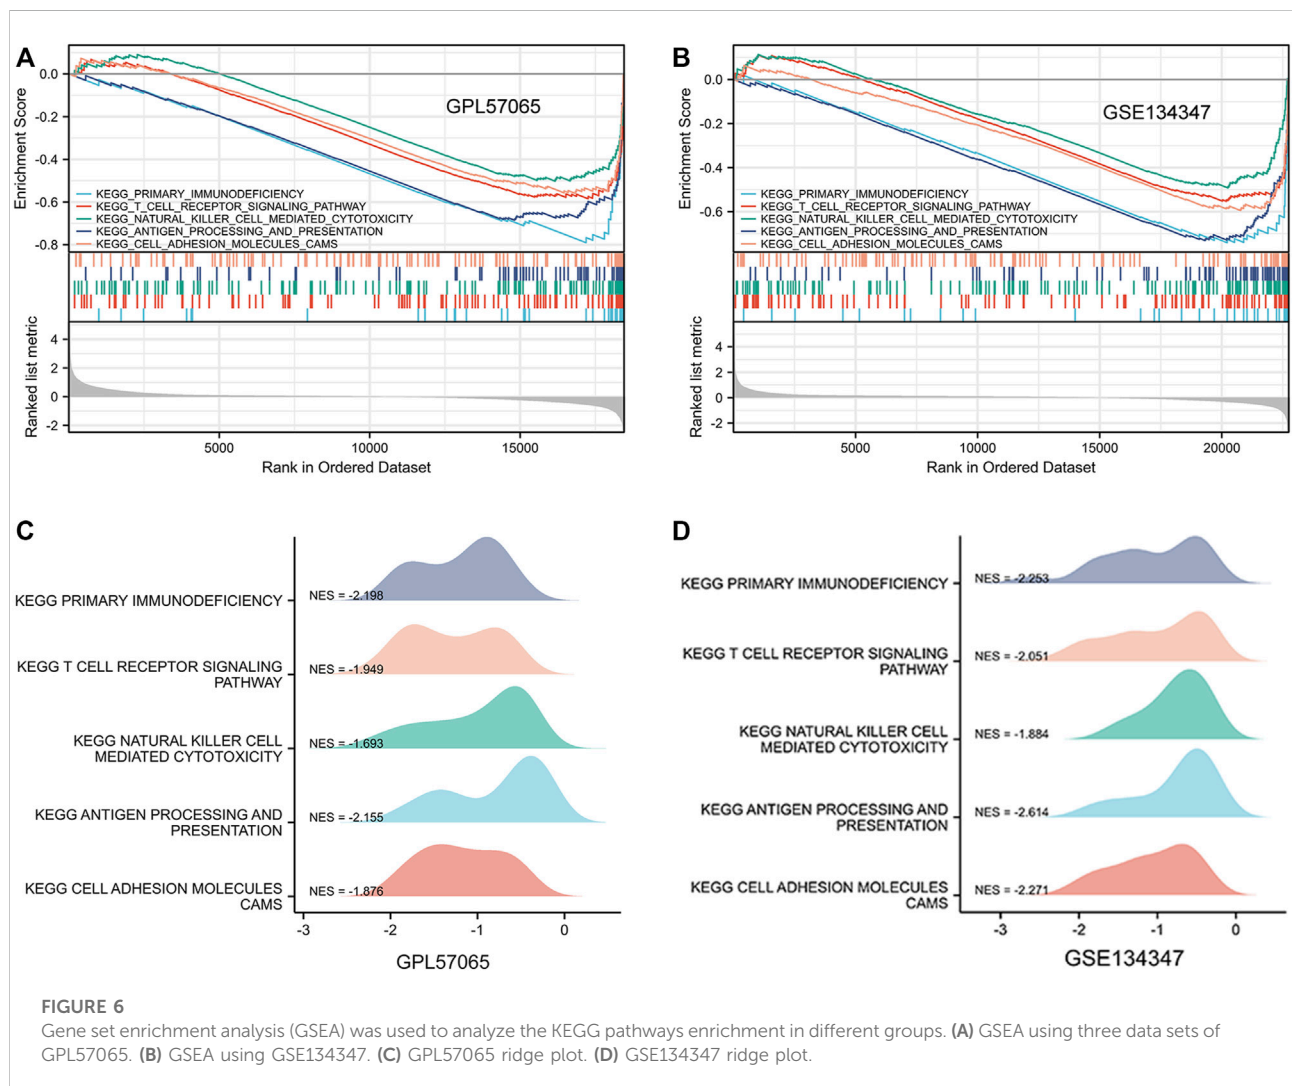 A
0.0
-0.2
-0.4
-0.6
-0.8
Enrichment Score
GPL57065
KEGG_PRIMARY_IMMUNODEFICIENCY
KEGG_T_CELL_RECEPTOR_SIGNALING_PATHWAY
KEGG_NATURAL_KILLER_CELL_MEDIATED_CYTOTOXICITY
KEGG_ANTIGEN_PROCESSING_AND_PRESENTATION
KEGG_CELL_ADHESION_MOLECULES_CAMS
4
2
0
-2
Ranked list metric
5000 10000 15000
Rank in Ordered Dataset
B
0.0
-0.2
-0.4
-0.6
Enrichment Score
GSE134347
KEGG_PRIMARY_IMMUNODEFICIENCY
KEGG_T_CELL_RECEPTOR_SIGNALING_PATHWAY
KEGG_NATURAL_KILLER_CELL_MEDIATED_CYTOTOXICITY
KEGG_ANTIGEN_PROCESSING_AND_PRESENTATION
KEGG_CELL_ADHESION_MOLECULES_CAMS
4
2
0
-2
Ranked list metric
5000 10000 15000 20000
Rank in Ordered Dataset
C
KEGG PRIMARY IMMUNODEFICIENCY
NES = -2.198
KEGG T CELL RECEPTOR SIGNALING
PATHWAY
NES = -1.949
KEGG NATURAL KILLER CELL
MEDIATED CYTOTOXICITY
NES = -1.693
KEGG ANTIGEN PROCESSING AND
PRESENTATION
NES = -2.155
KEGG CELL ADHESION MOLECULES
CAMS
NES = -1.876
-3 -2 -1 0
GPL57065
D
KEGG PRIMARY IMMUNODEFICIENCY
NES = -2.253
KEGG T CELL RECEPTOR SIGNALING
PATHWAY
NES = -2.051
KEGG NATURAL KILLER CELL
MEDIATED CYTOTOXICITY
NES = -1.884
KEGG ANTIGEN PROCESSING AND
PRESENTATION
NES = -2.614
KEGG CELL ADHESION MOLECULES
CAMS
NES = -2.271
-3 -2 -1 0
GSE134347
FIGURE 6
Gene set enrichment analysis (GSEA) was used to analyze the KEGG pathways enrichment in different groups. (A) GSEA using three data sets of
GPL57065. (B) GSEA using GSE134347. (C) GPL57065 ridge plot. (D) GSE134347 ridge plot.